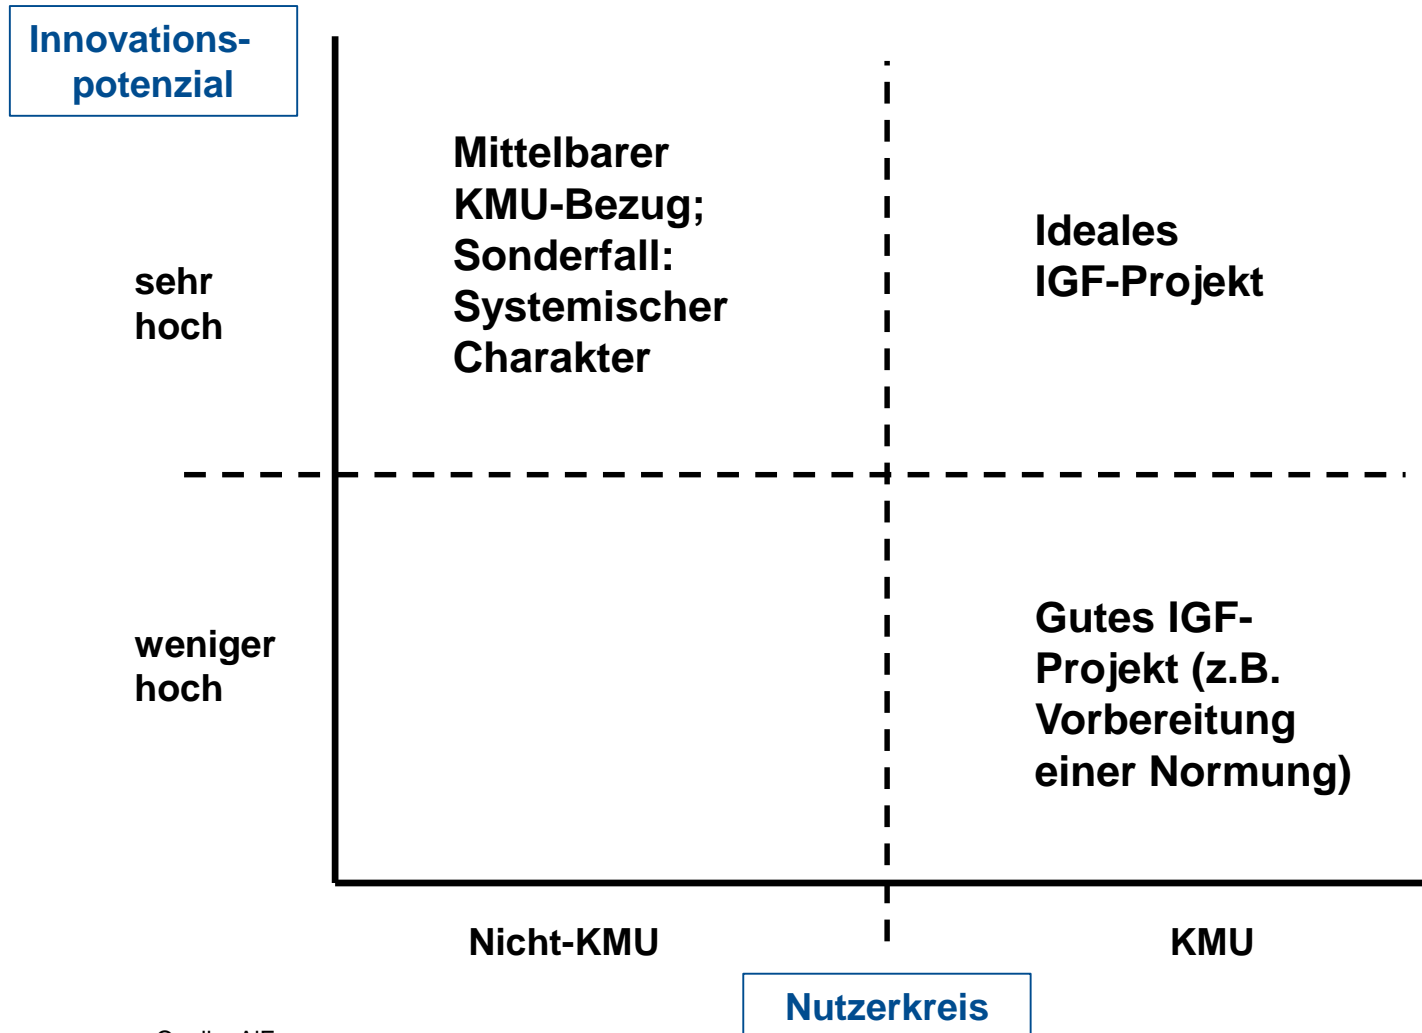 Innovations-
potenzial
Mittelbarer
KMU-Bezug;
Sonderfall:
Systemischer
Charakter
Ideales
IGF-Projekt
sehr
hoch
weniger
hoch
Gutes IGF-
Projekt (z.B.
Vorbereitung
einer Normung)
Nicht-KMU
KMU
Nutzerkreis